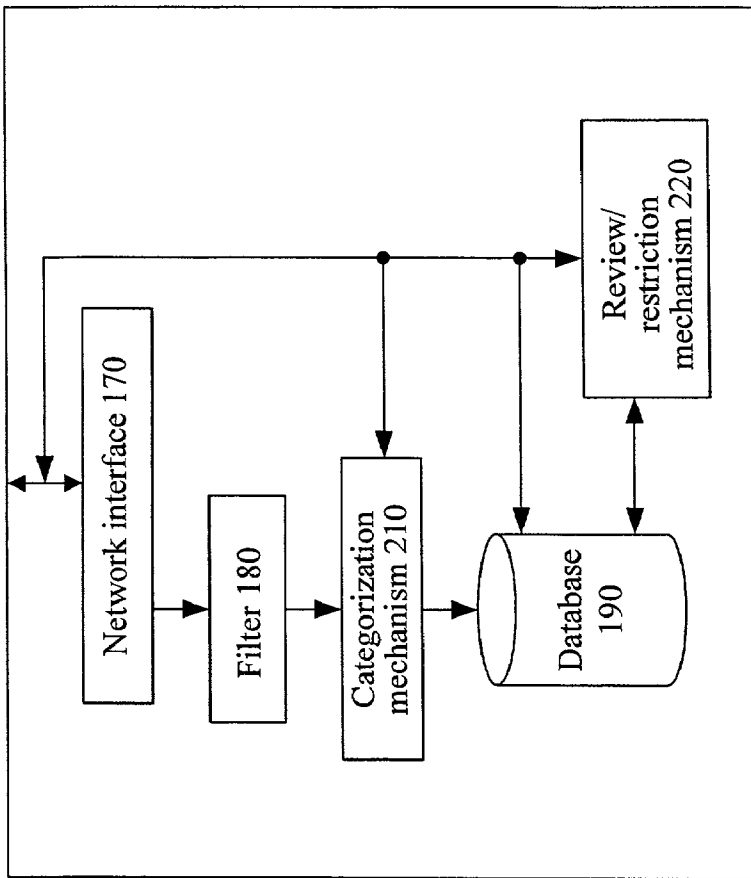 Network interface 170
Filter 180
Categorization
mechanism 210
Database
190
Review/
restriction
mechanism 220